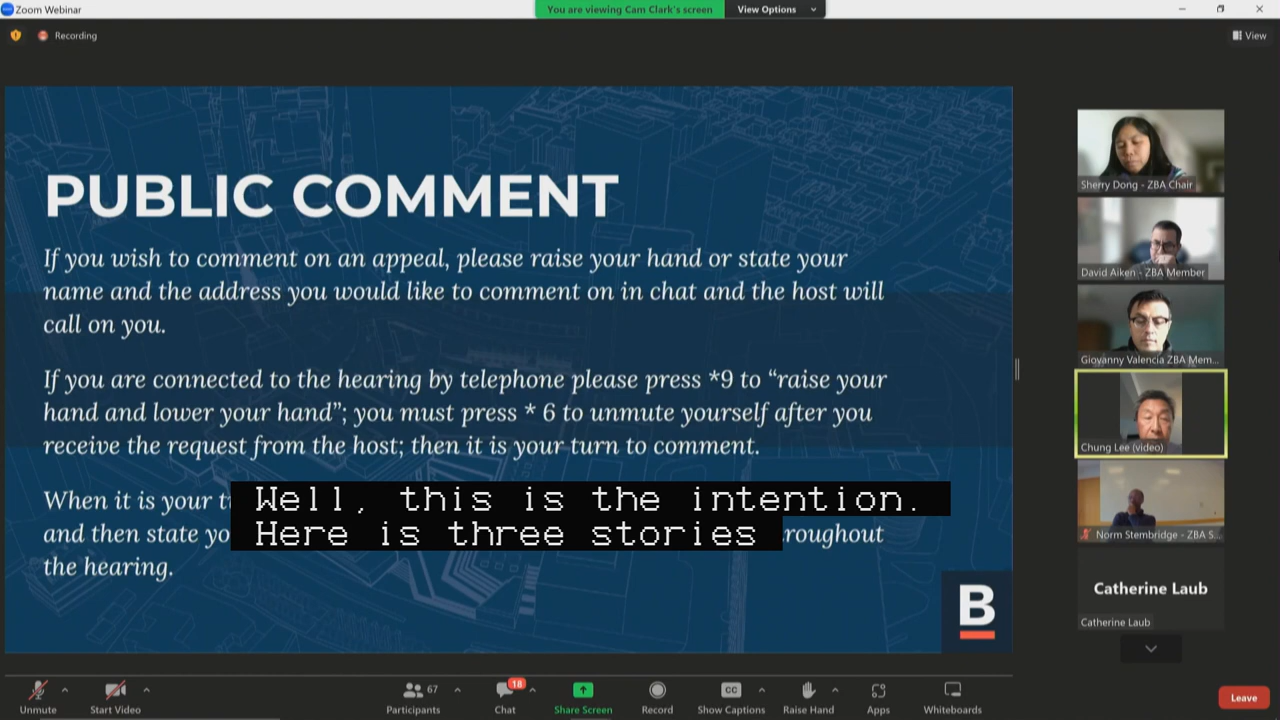 Zoom Webinar
You are viewing Cam Clark's screen
View Options
Recording
View
PUBLIC COMMENT
If you wish to comment on an appeal, please raise your hand or state your
name and the address you would like to comment on in chat and the host will
call on you.
If you are connected to the hearing by telephone please press *9 to “raise your
hand and lower your hand”; you must press * 6 to unmute yourself after you
receive the request from the host; then it is your turn to comment.
When it is your
and then state
the hearing.
Well, this is the intention.
Here is three stories
B
Sherry Dong - ZBA Chair
David Aiken - ZBA Member
Giovanny Valencia ZBA Mem...
Chung Lee (video)
Norm Stembridge - ZBA S...
Catherine Laub
Catherine Laub
Unmute
Start Video
67
Participants
18
Chat
Share Screen
Record
CC
Show Captions
Raise Hand
Apps
Whiteboards
Leave